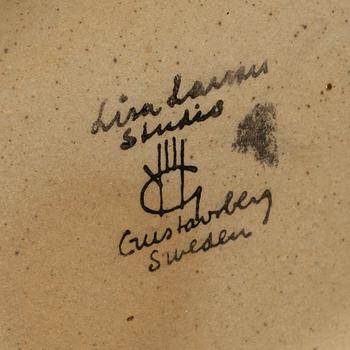 Lisa Larson
Studio
G
Gustavsberg
Sweden